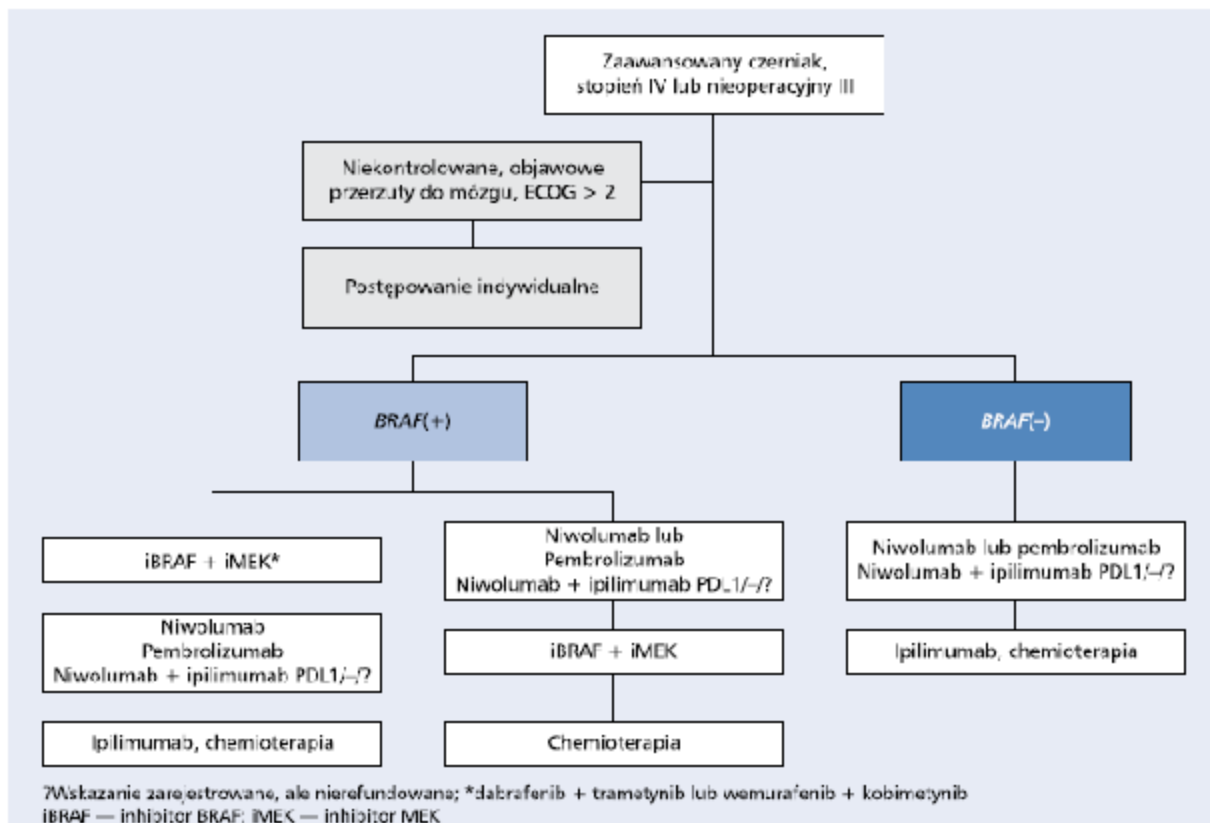 Zaawansowany czerniak,
stopień IV lub nieoperacyjny III
Niekontrolowane, objawowe
przerzuty do mózgu, ECOG > 2
Postępowanie indywidualne
BRAF(+)
BRAF(–)
iBRAF + iMEK*
Niwolumab
Pembrolizumab
Niwolumab + ipilimumab PDL1/–/?
Ipilimumab, chemioterapia
Niwolumab lub
Pembrolizumab
Niwolumab + ipilimumab PDL1/–/?
iBRAF + iMEK
Chemioterapia
Niwolumab lub pembrolizumab
Niwolumab + ipilimumab PDL1/–/?
Ipilimumab, chemioterapia
?Wskazanie zarejestrowane, ale nierefundowane; *dabrafenib + trametynib lub wemurafenib + kobimetynib
iBRAF — inhibitor BRAF; iMEK — inhibitor MEK